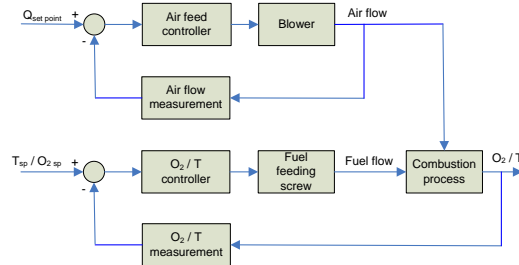 Qset point
+
-
Air feed
controller
Blower
Air flow
Air flow
measurement
Tsp / O2 sp
+
-
O2 / T
controller
Fuel
feeding
screw
Fuel flow
Combustion
process
O2 / T
O2 / T
measurement